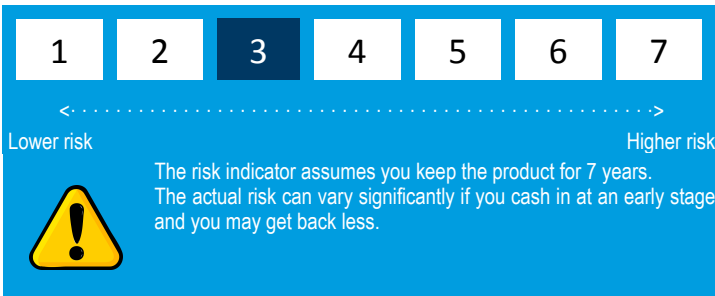 1 2 3 4 5 6 7
<·····················································>
Lower risk Higher risk
The risk indicator assumes you keep the product for 7 years.
The actual risk can vary significantly if you cash in at an early stage
and you may get back less.